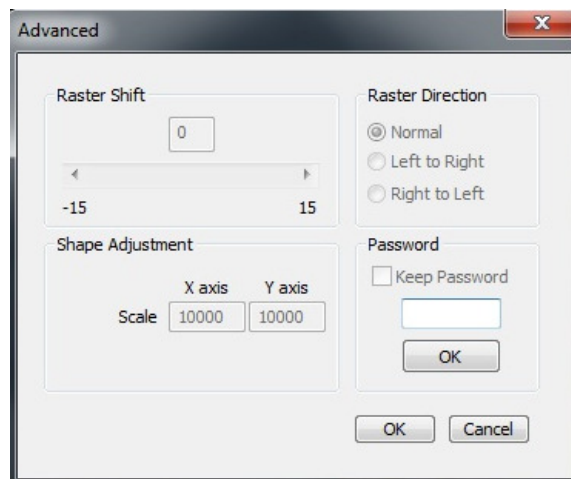 Advanced
Raster Shift
0
-15 15
Raster Direction
Normal
Left to Right
Right to Left
Shape Adjustment
X axis Y axis
Scale 10000 10000
Password
Keep Password
OK
OK Cancel